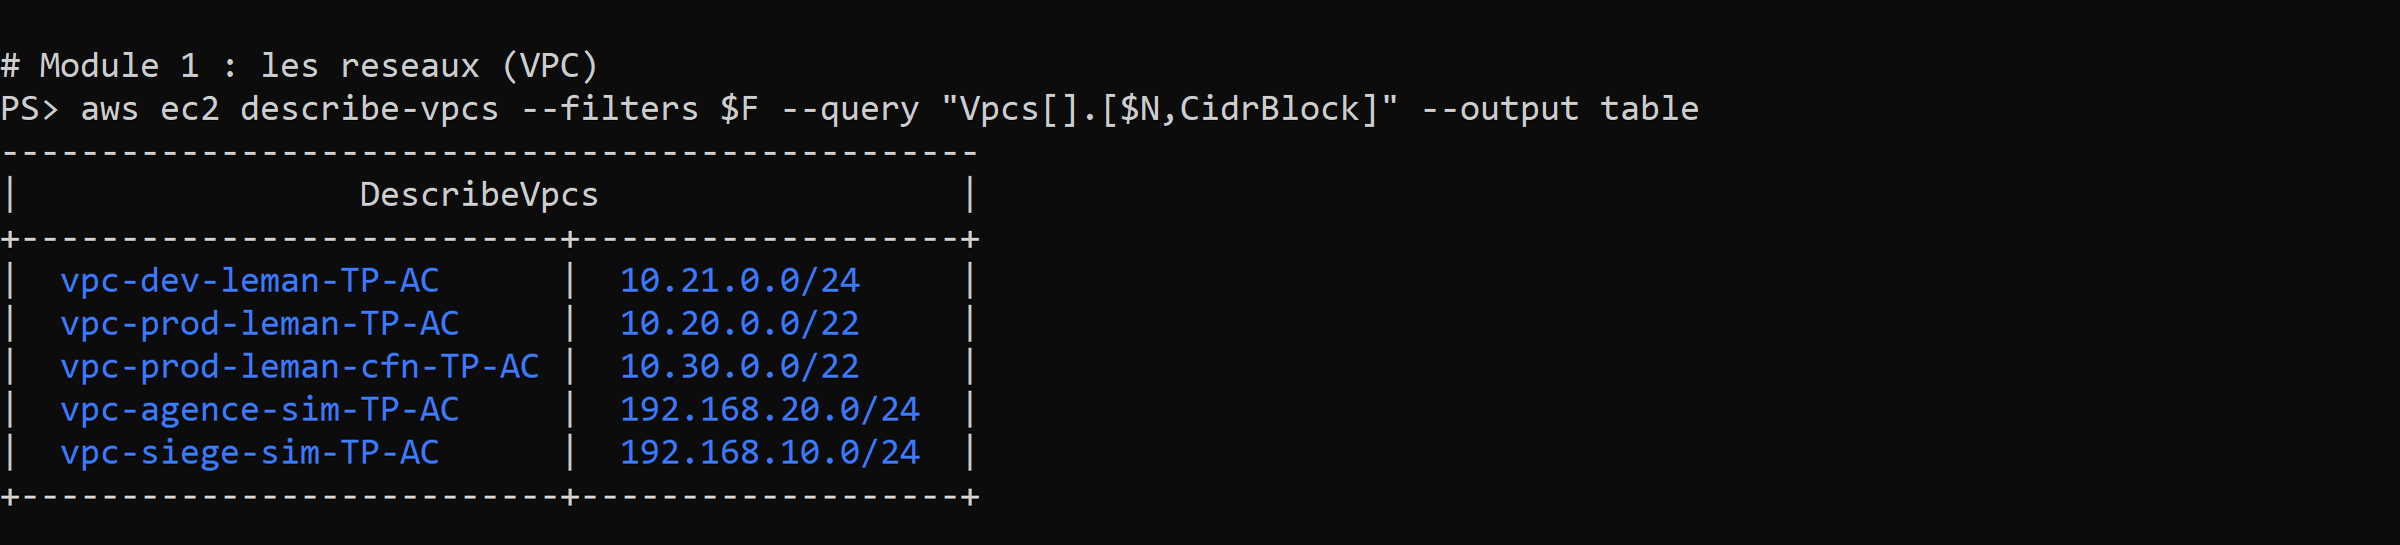 # Module 1 : les reseaux (VPC)
PS> aws ec2 describe-vpcs --filters $F --query "Vpcs[].[$N,CidrBlock]" --output table
-------------------------------------------------
|                 DescribeVpcs                  |
+---------------------------+-------------------+
|  vpc-dev-leman-TP-AC      |  10.21.0.0/24     |
|  vpc-prod-leman-TP-AC     |  10.20.0.0/22     |
|  vpc-prod-leman-cfn-TP-AC |  10.30.0.0/22     |
|  vpc-agence-sim-TP-AC     |  192.168.20.0/24  |
|  vpc-siege-sim-TP-AC      |  192.168.10.0/24  |
+---------------------------+-------------------+